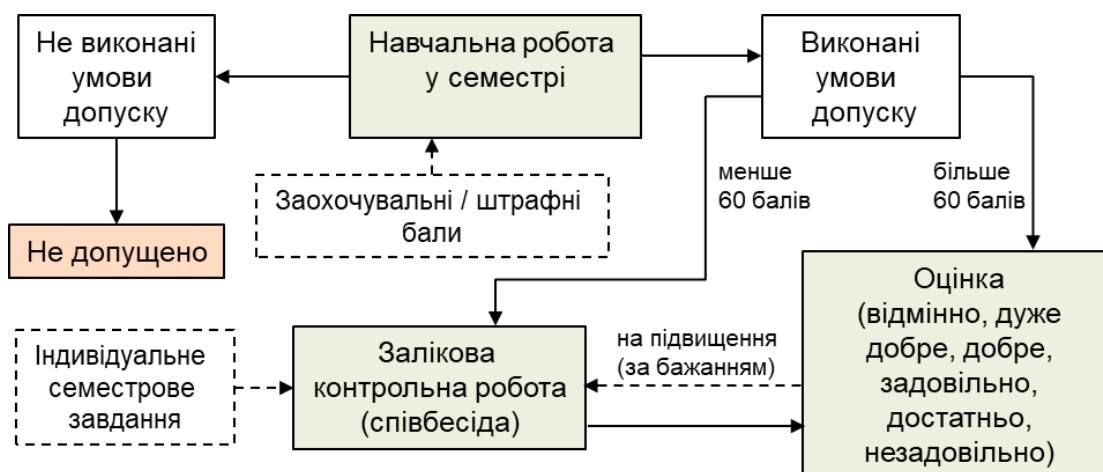 Не виконані
умови
допуску
Навчальна робота
у семестрі
Виконані
умови
допуску
Заохочувальні / штрафні
бали
менше
60 балів
більше
60 балів
Не допущено
Індивідуальне
семестрове
завдання
Залікова
контрольна робота
(співбесіда)
на підвищення
(за бажанням)
Оцінка
(відмінно, дуже
добре, добре,
задовільно,
достатньо,
незадовільно)